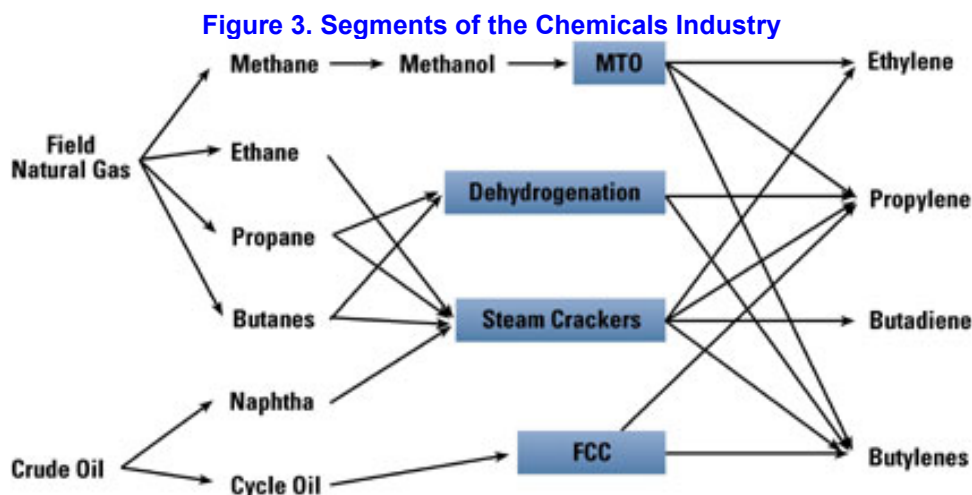 Figure 3. Segments of the Chemicals Industry
Methane
Methanol
MTO
Ethylene
Field
Natural Gas
Ethane
Dehydrogenation
Propylene
Propane
Butanes
Steam Crackers
Butadiene
Naphtha
Crude Oil
Cycle Oil
FCC
Butylenes